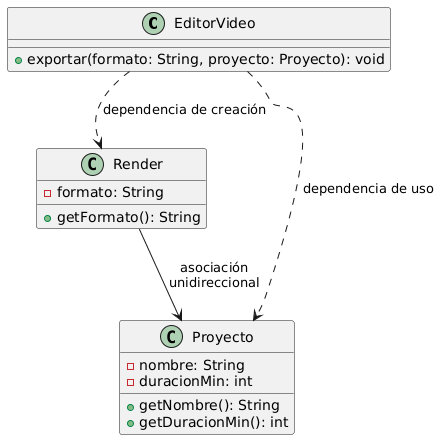 C EditorVideo
exportar(formato: String, proyecto: Proyecto): void
dependencia de creación
C Render
formato: String
getFormato(): String
dependencia de uso
asociación
unidireccional
C Proyecto
nombre: String
duracionMin: int
getNombre(): String
getDuracionMin(): int